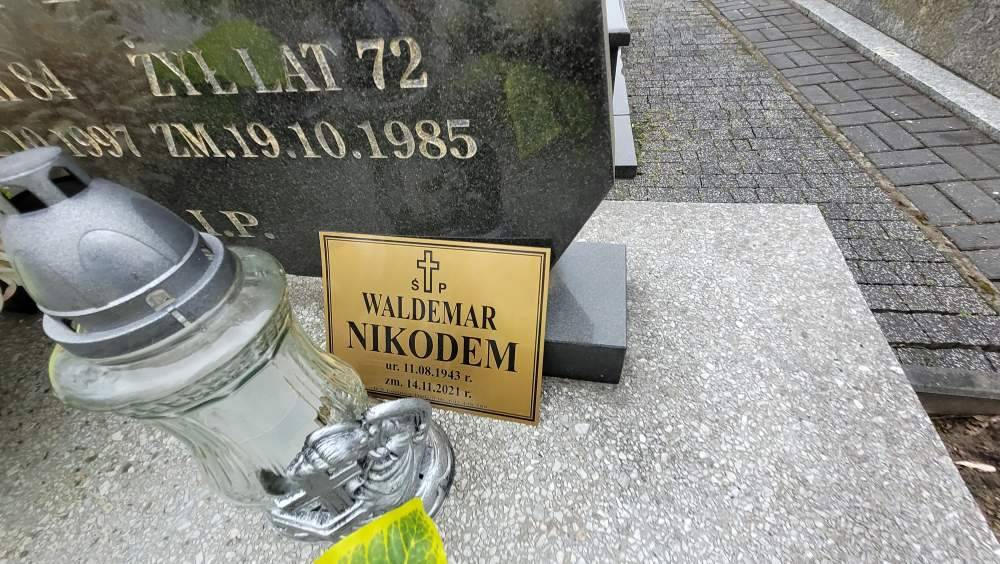 84 ŻYŁ LAT 72
.10.1997 ZM.19.10.1985
I.P.
Ś P
WALDEMAR
NIKODEM
ur. 11.08.1943 r.
zm. 14.11.2021 r.